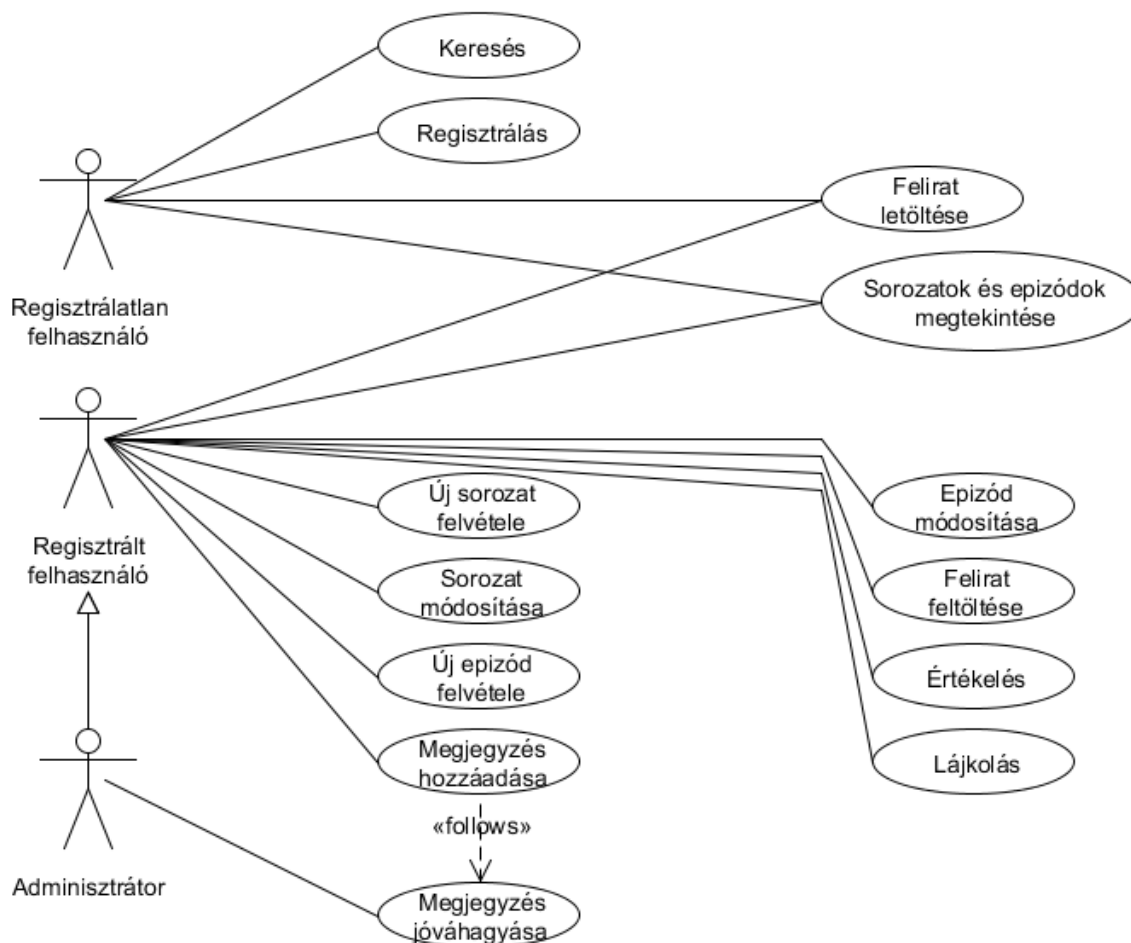 Keresés
Regisztrálás
Felirat
letöltése
Sorozatok és epizódok
megtekintése
Regisztrálatlan
felhasználó
Új sorozat
felvétele
Epizód
módosítása
Regisztrált
felhasználó
Sorozat
módosítása
Felirat
feltöltése
Új epizód
felvétele
Értékelés
Megjegyzés
hozzáadása
Lájkolás
«follows»
Adminisztrátor
Megjegyzés
jóváhagyása